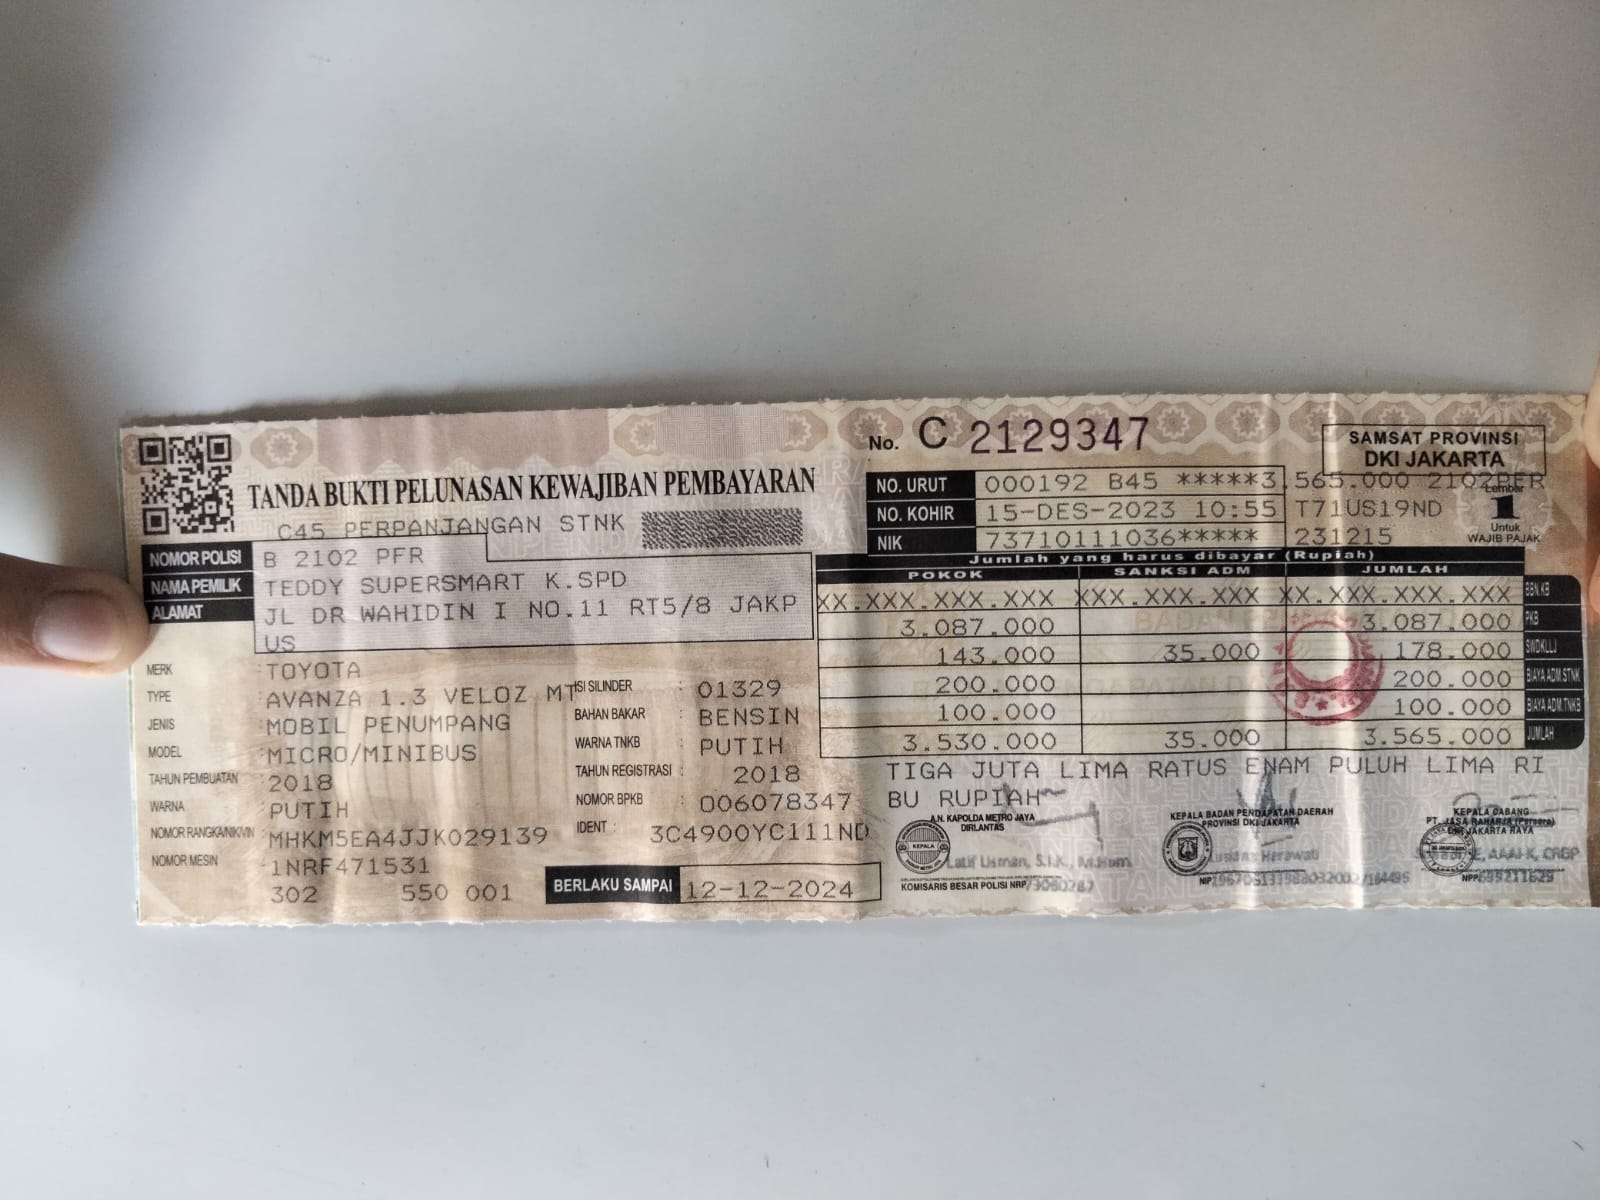 TANDA BUKTI PELUNASAN KEWAJIBAN PEMBAYARAN
C45 PERPANJANGAN STNK
NOMOR POLISI B 2102 PFR
NAMA PEMILIK TEDDY SUPERSMART K.SPD
ALAMAT JL DR WAHIDIN I NO.11 RT5/8 JAKP
US
MERK : TOYOTA
TYPE : AVANZA 1.3 VELOZ MT
JENIS : MOBIL PENUMPANG
MODEL : MICRO/MINIBUS
TAHUN PEMBUATAN : 2018
WARNA : PUTIH
NOMOR RANGKA/NIK/VIN : MHKM5EA4JJK029139
NOMOR MESIN : 1NRF471531
302 550 001
ISI SILINDER : 01329
BAHAN BAKAR : BENSIN
WARNA TNKB : PUTIH
TAHUN REGISTRASI : 2018
NOMOR BPKB : 006078347
IDENT : 3C4900YC111ND
BERLAKU SAMPAI 12-12-2024
No. C 2129347
SAMSAT PROVINSI
DKI JAKARTA
NO. URUT 000192 B45 *****3.565.000 2102PFR
NO. KOHIR 15-DES-2023 10:55 T71US19ND
NIK 73710111036***** 231215
Lembar
1
Untuk
WAJIB PAJAK
Jumlah yang harus dibayar (Rupiah)
POKOK SANKSI ADM JUMLAH
XX.XXX.XXX.XXX XXX.XXX.XXX XX.XXX.XXX.XXX BBN.KB
3.087.000 3.087.000 PKB
143.000 35.000 178.000 SWDKLLJ
200.000 200.000 BIAYA ADM.STNK
100.000 100.000 BIAYA ADM.TNKB
3.530.000 35.000 3.565.000 JUMLAH
TIGA JUTA LIMA RATUS ENAM PULUH LIMA RI
BU RUPIAH
A.N. KAPOLDA METRO JAYA
DIRLANTAS
Latif Usman, S.I.K., M.Hum
KOMISARIS BESAR POLISI NRP
KEPALA BADAN PENDAPATAN DAERAH
PROVINSI DKI JAKARTA
Lusiana Herawati
NIP
KEPALA CABANG
PT. JASA RAHARJA (Persero)
DKI JAKARTA RAYA
NPP